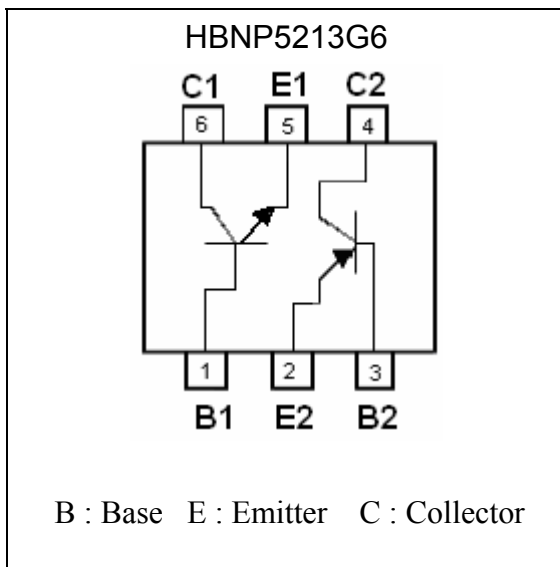 HBNP5213G6
C1 E1 C2
6 5 4
1 2 3
B1 E2 B2
B : Base E : Emitter C : Collector